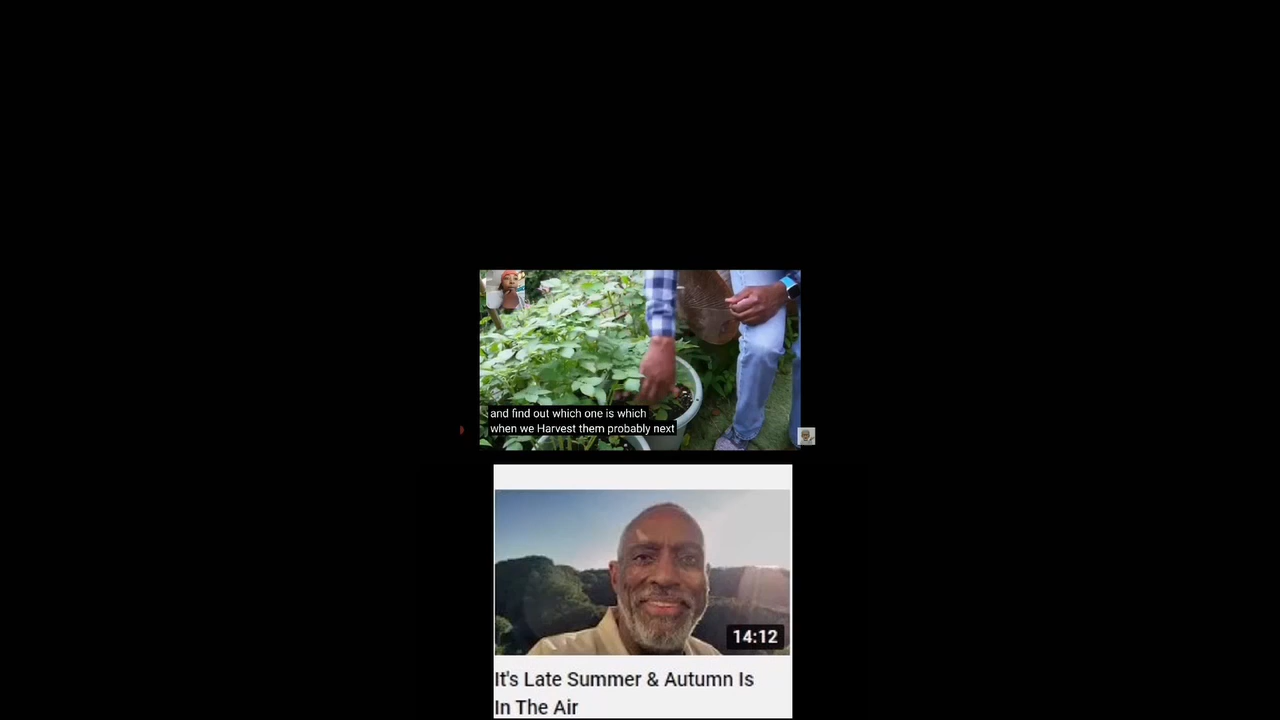 and find out which one is which
when we Harvest them probably next
14:12
It's Late Summer & Autumn Is
In The Air